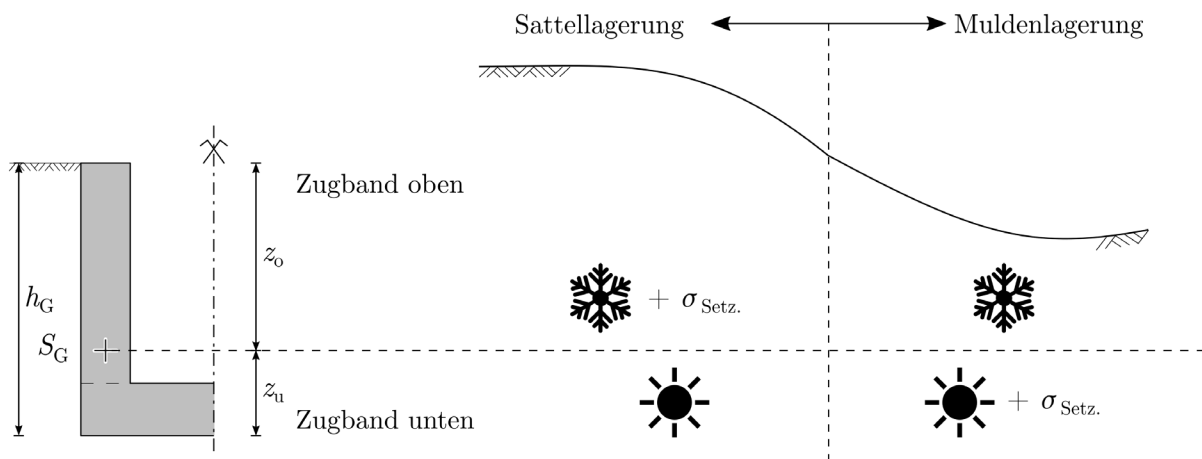 Sattellagerung
Muldenlagerung
Zugband oben
z_o
h_G
+ σ_Setz.
S_G
z_u
+ σ_Setz.
Zugband unten